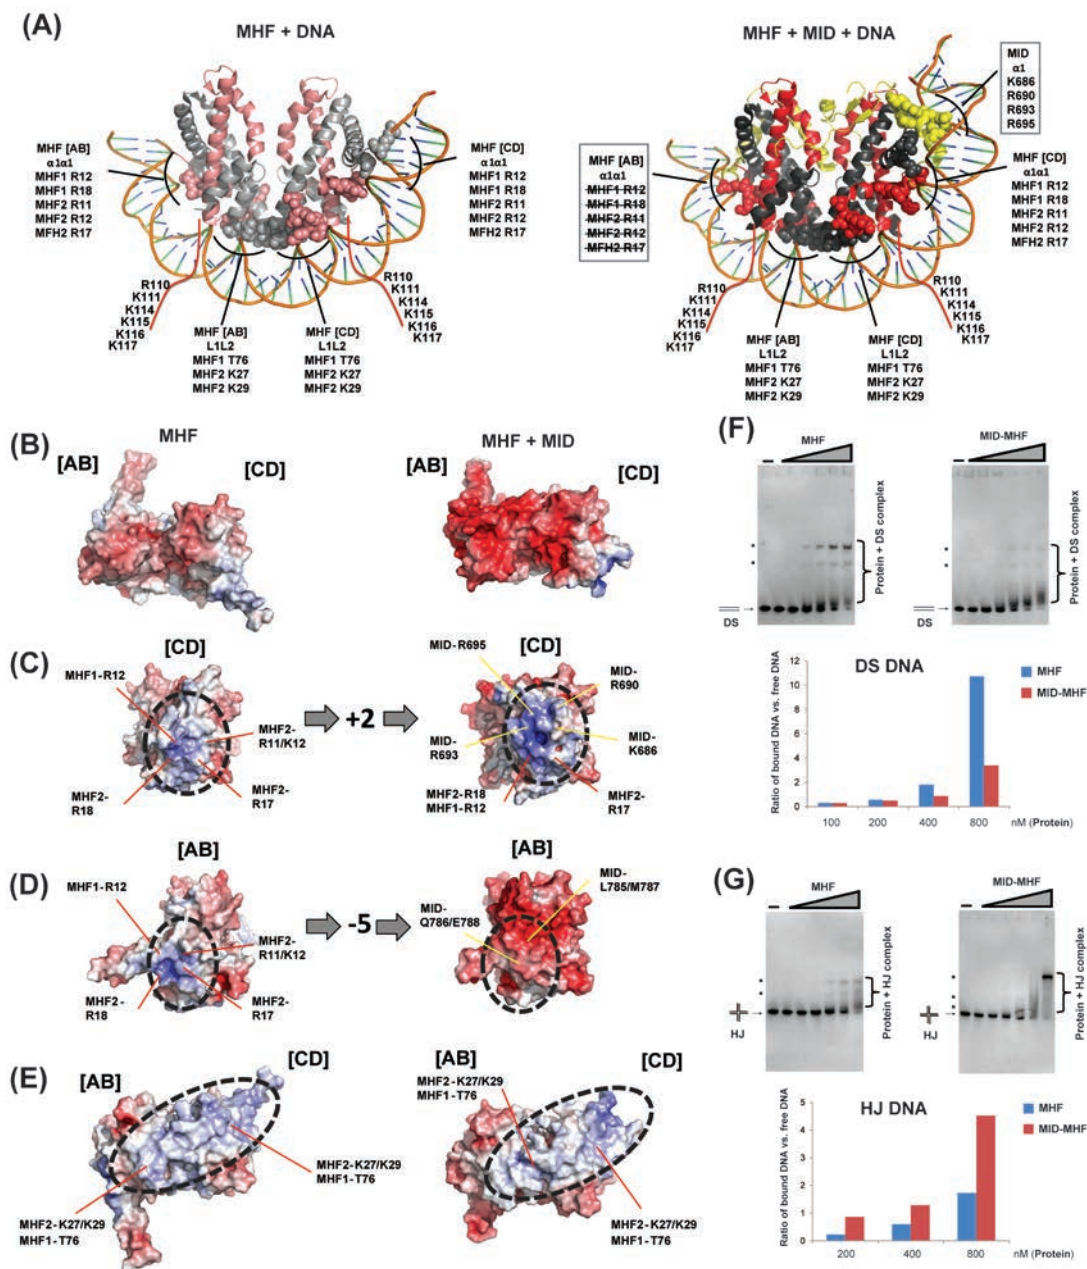 (A)
MHF + DNA
MHF [AB]
α1α1
MHF1 R12
MHF1 R18
MHF2 R11
MHF2 R12
MFH2 R17
MHF [CD]
α1α1
MHF1 R12
MHF1 R18
MHF2 R11
MHF2 R12
MFH2 R17
R110
K111
K114
K115
K116
K117
MHF [AB]
L1L2
MHF1 T76
MHF2 K27
MHF2 K29
MHF [CD]
L1L2
MHF1 T76
MHF2 K27
MHF2 K29
R110
K111
K114
K115
K116
K117
MHF + MID + DNA
MID
α1
K686
R690
R693
R695
MHF [AB]
α1α1
MHF1 R12
MHF1 R18
MHF2 R11
MHF2 R12
MFH2 R17
MHF [CD]
α1α1
MHF1 R12
MHF1 R18
MHF2 R11
MHF2 R12
MFH2 R17
R110
K111
K114
K115
K116
K117
MHF [AB]
L1L2
MHF1 T76
MHF2 K27
MHF2 K29
MHF [CD]
L1L2
MHF1 T76
MHF2 K27
MHF2 K29
R110
K111
K114
K115
K116
K117
(B)
MHF
[AB]
[CD]
MHF + MID
[AB]
[CD]
(C)
[CD]
MHF1-R12
MHF2-
R11/K12
MHF2-
R18
MHF2-
R17
+2
[CD]
MID-R695
MID-
R690
MID-
R693
MID-
K686
MHF2-R18
MHF1-R12
MHF2-
R17
(D)
[AB]
MHF1-R12
MHF2-
R11/K12
MHF2-
R18
MHF2-
R17
-5
[AB]
MID-
L785/M787
MID-
Q786/E788
(E)
[AB]
[CD]
MHF2-K27/K29
MHF1-T76
MHF2-K27/K29
MHF1-T76
[AB]
[CD]
MHF2-K27/K29
MHF1-T76
MHF2-K27/K29
MHF1-T76
(F)
MHF
–
*
*
DS
Protein + DS complex
MID-MHF
–
*
*
DS
Protein + DS complex
DS DNA
MHF
MID-MHF
Ratio of bound DNA vs. free DNA
12
10
8
6
4
2
0
100
200
400
800
nM (Protein)
(G)
MHF
–
*
*
HJ
Protein + HJ complex
MID-MHF
–
*
*
*
HJ
Protein + HJ complex
HJ DNA
MHF
MID-MHF
Ratio of bound DNA vs. free DNA
5
4
3
2
1
0
200
400
800
nM (Protein)